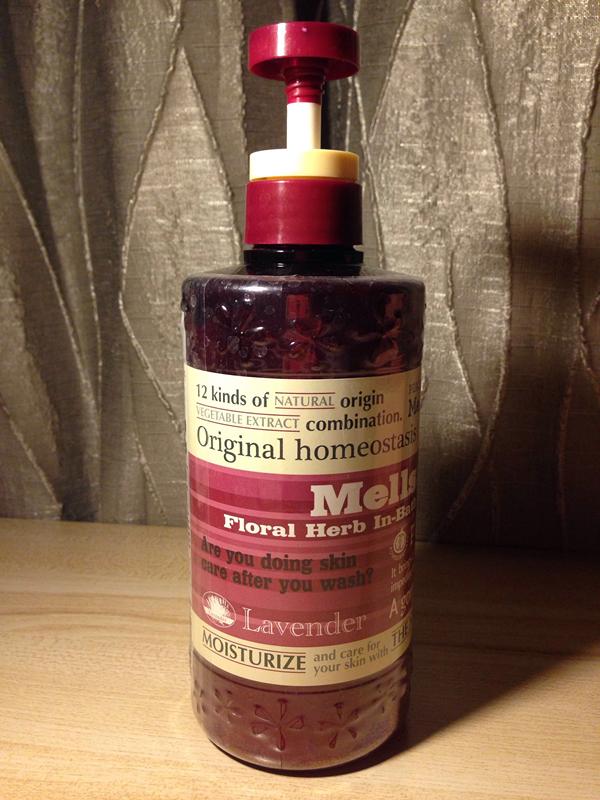 12 kinds of NATURAL origin
VEGETABLE EXTRACT combination.
Original homeostasis
Mells
Floral Herb In-Ba
Are you doing skin
care after you wash?
Lavender
MOISTURIZE and care for
your skin with THE